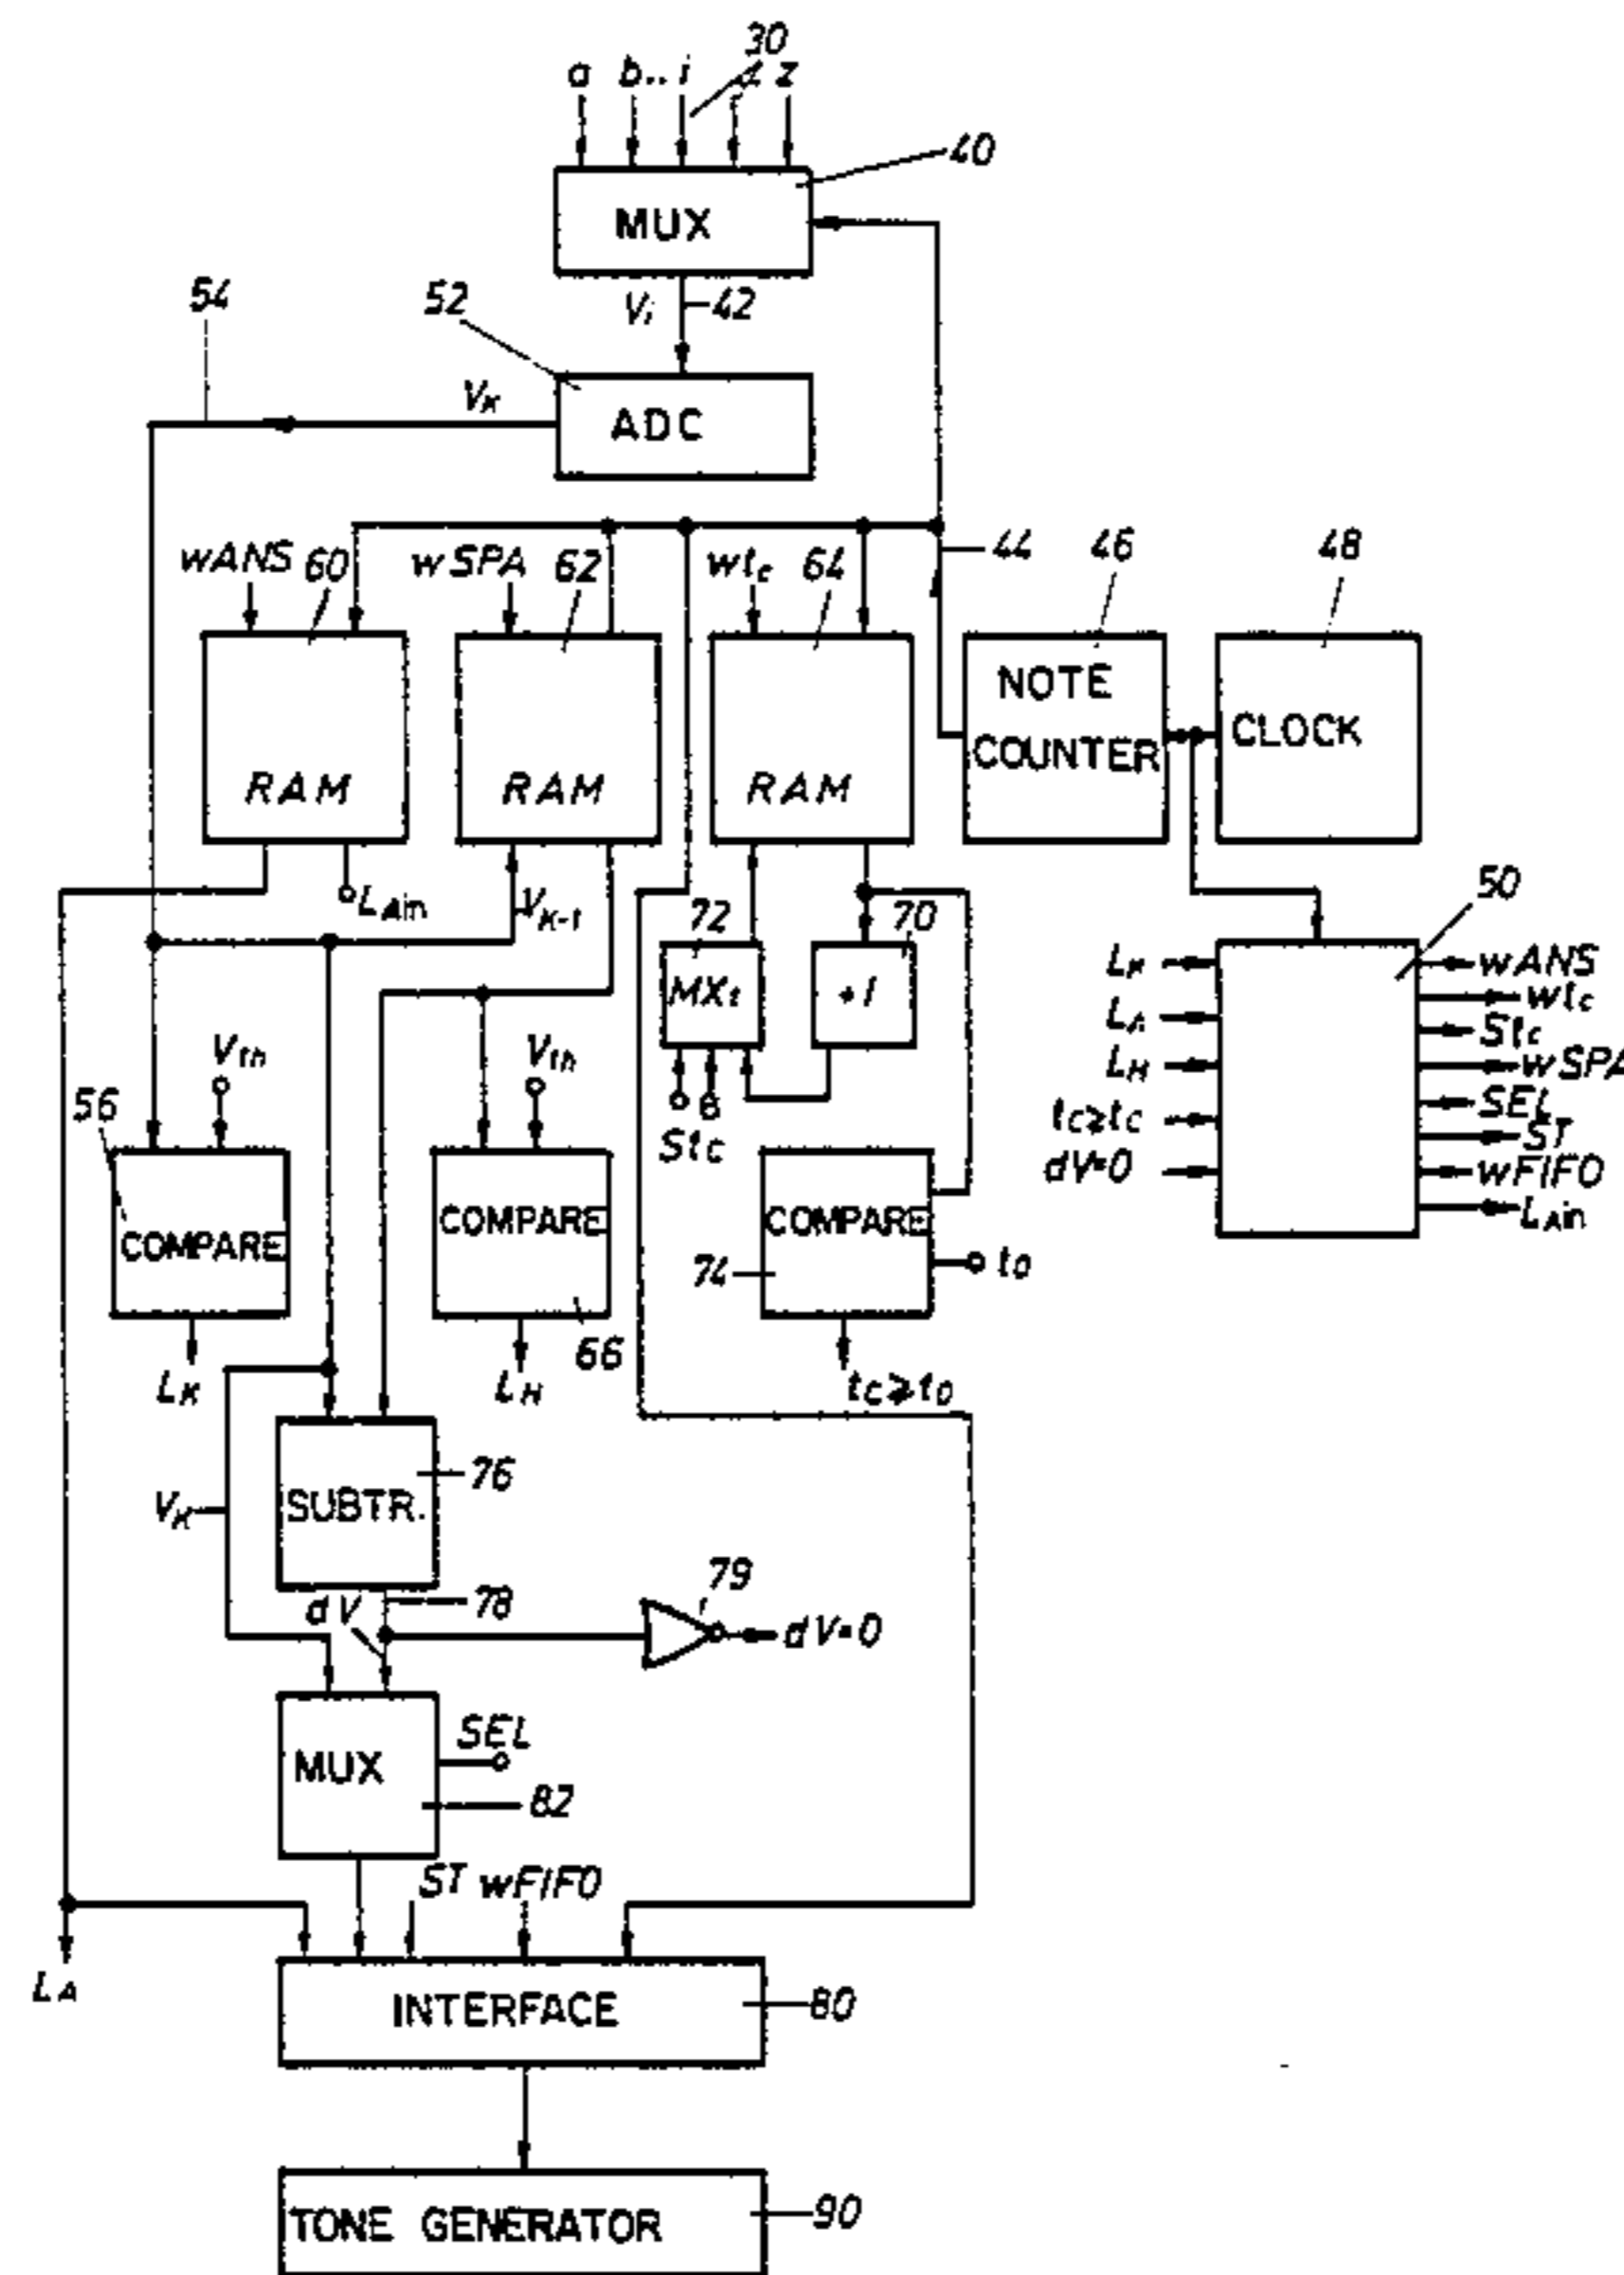 30
a b.. i z
40
MUX
54 52 Vi 42
VK
ADC
wANS 60 wSPA 62 wtc 64 44 46 48
NOTE COUNTER
CLOCK
RAM RAM RAM
LAin VK-1 72 70 50
MXt +1
LK wANS
LA wtc
Stc
LH wSPA
tc≥tc SEL
ST
dV=0 wFIFO
LAin
Vth Vth
56 Stc
COMPARE COMPARE COMPARE
74 t0
66
LK LH tc≥t0
76
VK SUBTR.
dV 78 79
dV=0
MUX SEL
82
ST wFIFO
LA
INTERFACE 80
TONE GENERATOR 90